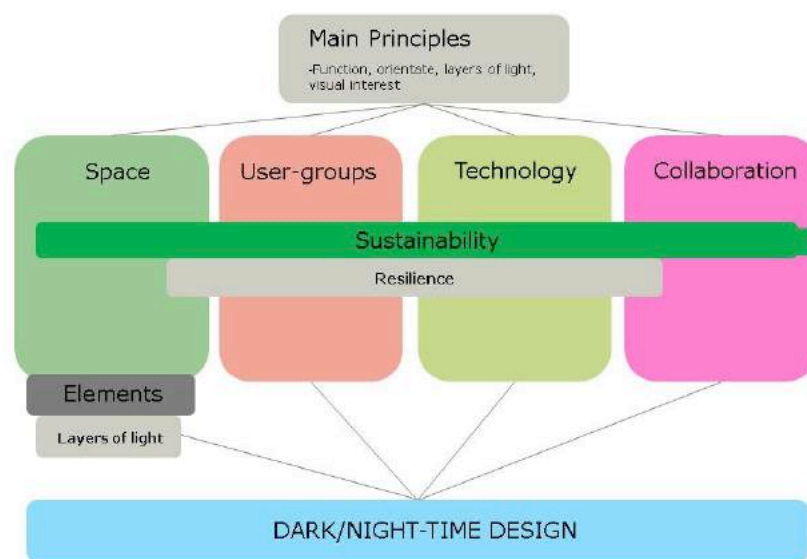 Main Principles
-Function, orientate, layers of light,
visual interest
Space
User-groups
Technology
Collaboration
Sustainability
Resilience
Elements
Layers of light
DARK/NIGHT-TIME DESIGN